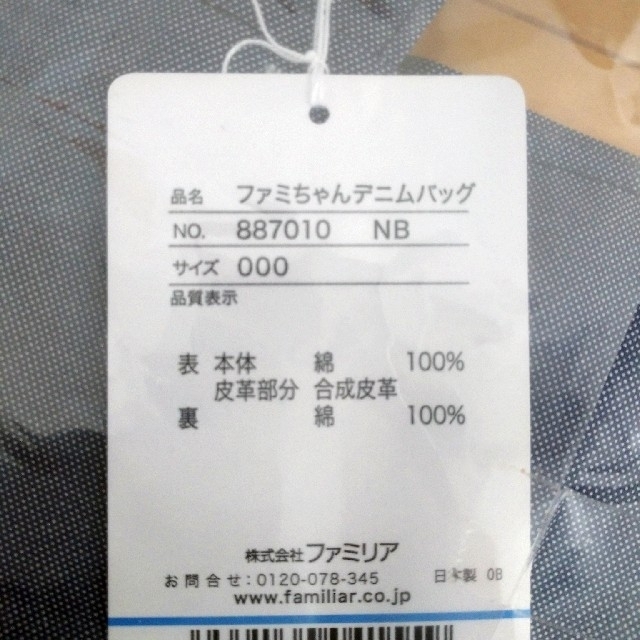 品名 ファミちゃんデニムバッグ
NO. 887010 NB
サイズ 000
品質表示
表 本体 綿 100%
皮革部分 合成皮革
裏 綿 100%
株式会社ファミリア
お問合せ:0120-078-345 日本製 0B
www.familiar.co.jp